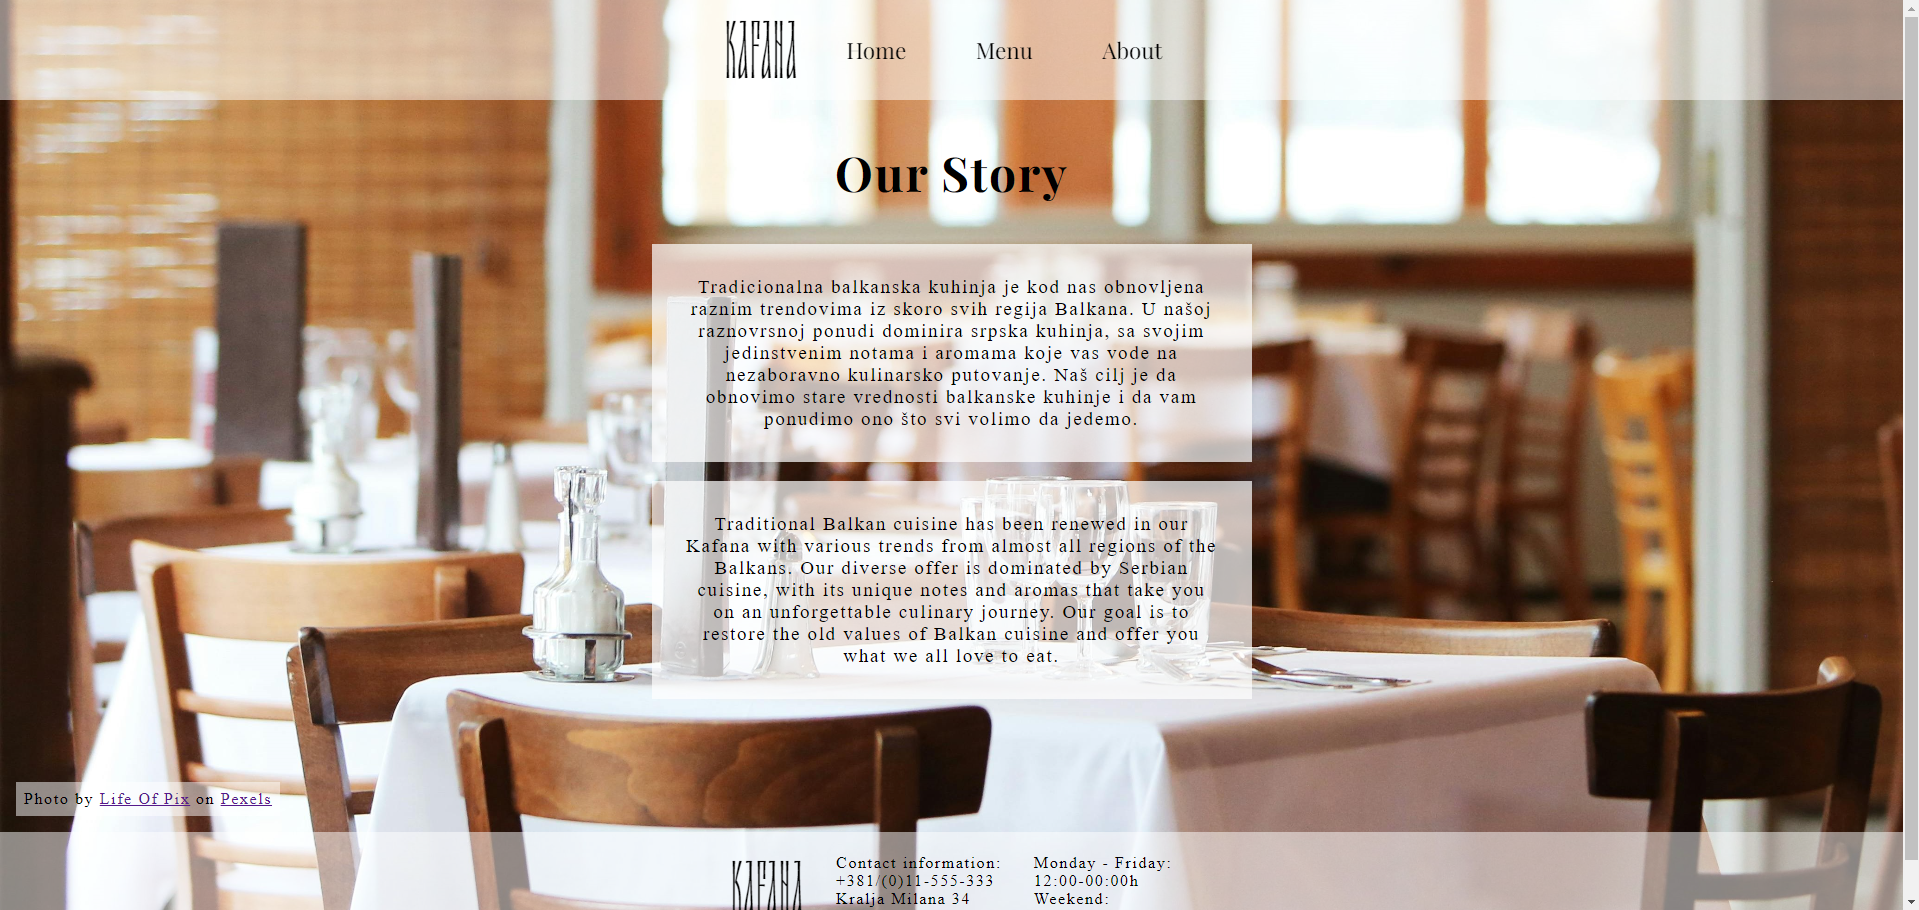 KAFANA
Home
Menu
About
Our Story
Tradicionalna balkanska kuhinja je kod nas obnovljena
raznim trendovima iz skoro svih regija Balkana. U našoj
raznovrsnoj ponudi dominira srpska kuhinja, sa svojim
jedinstvenim notama i aromama koje vas vode na
nezaboravno kulinarsko putovanje. Naš cilj je da
obnovimo stare vrednosti balkanske kuhinje i da vam
ponudimo ono što svi volimo da jedemo.
Traditional Balkan cuisine has been renewed in our
Kafana with various trends from almost all regions of the
Balkans. Our diverse offer is dominated by Serbian
cuisine, with its unique notes and aromas that take you
on an unforgettable culinary journey. Our goal is to
restore the old values of Balkan cuisine and offer you
what we all love to eat.
Photo by Life Of Pix on Pexels
KAFANA
Contact information:
+381/(0)11-555-333
Kralja Milana 34
Monday - Friday:
12:00-00:00h
Weekend: